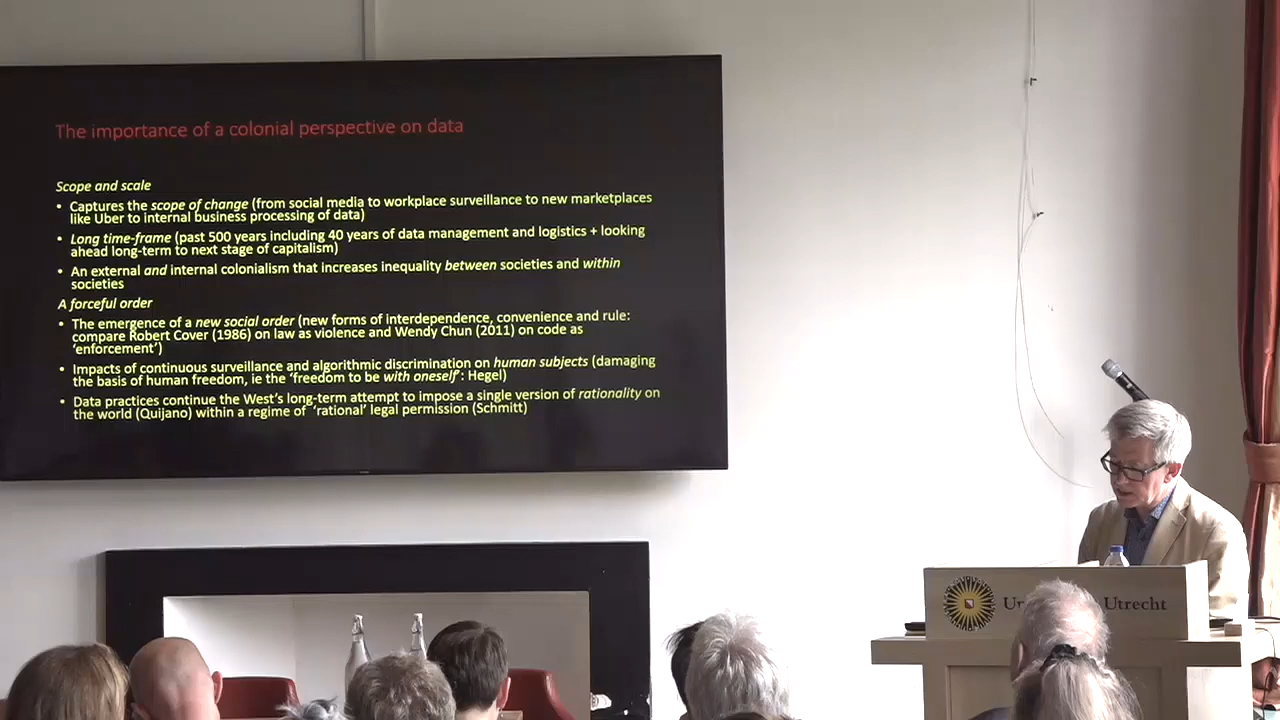 The importance of a colonial perspective on data
Scope and scale
• Captures the scope of change (from social media to workplace surveillance to new marketplaces
like Uber to internal business processing of data)
• Long time-frame (past 500 years including 40 years of data management and logistics + looking
ahead long-term to next stage of capitalism)
• An external and internal colonialism that increases inequality between societies and within
societies
A forceful order
• The emergence of a new social order (new forms of interdependence, convenience and rule:
compare Robert Cover (1986) on law as violence and Wendy Chun (2011) on code as
‘enforcement’)
• Impacts of continuous surveillance and algorithmic discrimination on human subjects (damaging
the basis of human freedom, ie the ‘freedom to be with oneself’: Hegel)
• Data practices continue the West’s long-term attempt to impose a single version of rationality on
the world (Quijano) within a regime of ‘rational’ legal permission (Schmitt)
Utrecht